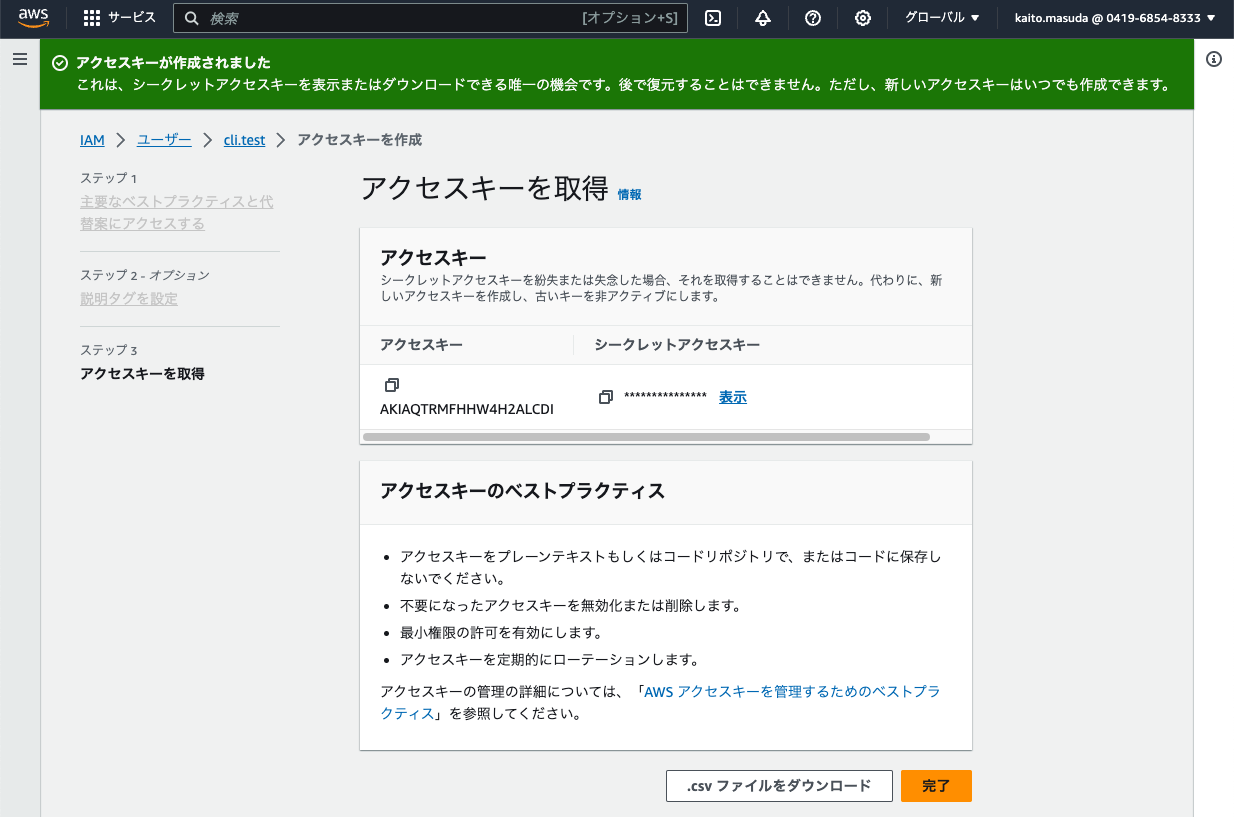 aws
サービス
検索
[オプション+S]
グローバル
kaito.masuda @ 0419-6854-8333
アクセスキーが作成されました
これは、シークレットアクセスキーを表示またはダウンロードできる唯一の機会です。後で復元することはできません。ただし、新しいアクセスキーはいつでも作成できます。
IAM > ユーザー > cli.test > アクセスキーを作成
ステップ 1
主要なベストプラクティスと代
替案にアクセスする
ステップ 2 - オプション
説明タグを設定
ステップ 3
アクセスキーを取得
アクセスキーを取得 情報
アクセスキー
シークレットアクセスキーを紛失または失念した場合、それを取得することはできません。代わりに、新
しいアクセスキーを作成し、古いキーを非アクティブにします。
アクセスキー
シークレットアクセスキー
AKIAQTRMFHHW4H2ALCDI
*************** 表示
アクセスキーのベストプラクティス
• アクセスキーをプレーンテキストもしくはコードリポジトリで、またはコードに保存し
ないでください。
• 不要になったアクセスキーを無効化または削除します。
• 最小権限の許可を有効にします。
• アクセスキーを定期的にローテーションします。
アクセスキーの管理の詳細については、「AWS アクセスキーを管理するためのベストプラ
クティス」を参照してください。
.csv ファイルをダウンロード
完了